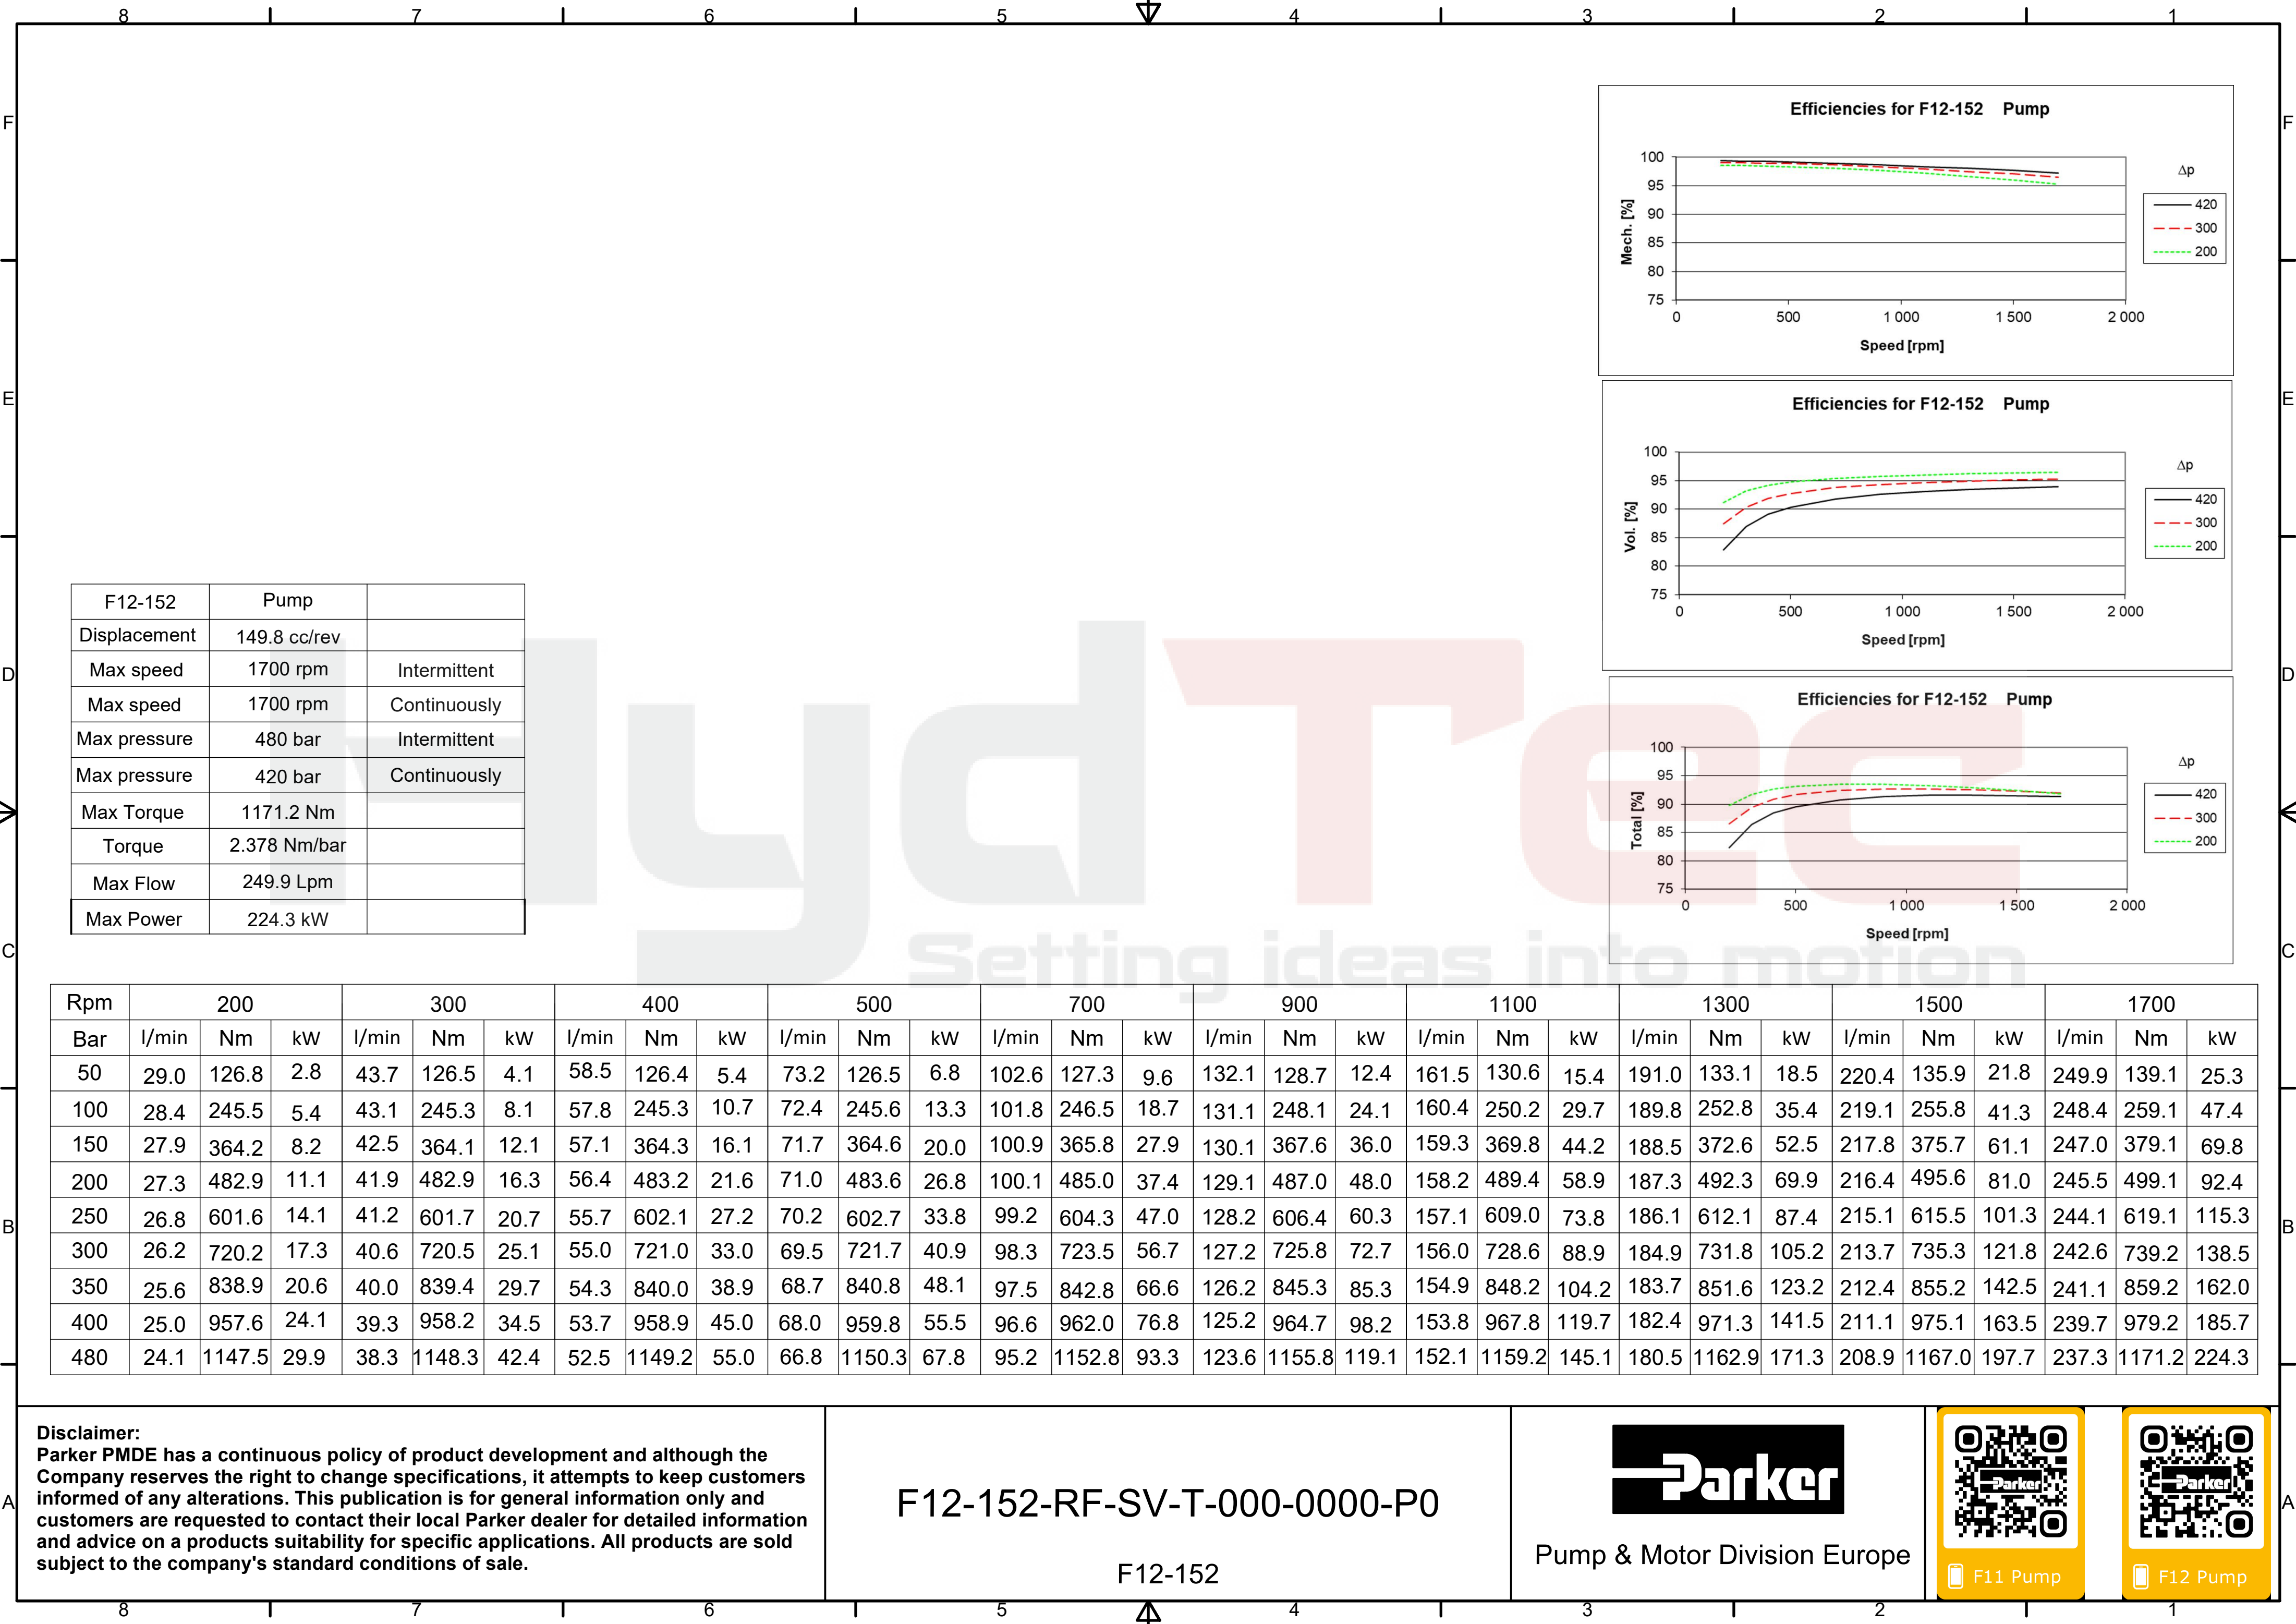 8 7 6 5 4 3 2 1
F F
E E
D D
C C
B B
A A
Efficiencies for F12-152 Pump
Mech. [%]
100
95
90
85
80
75
0 500 1 000 1 500 2 000
Speed [rpm]
Δp
420
300
200
Efficiencies for F12-152 Pump
Vol. [%]
100
95
90
85
80
75
0 500 1 000 1 500 2 000
Speed [rpm]
Δp
420
300
200
Efficiencies for F12-152 Pump
Total [%]
100
95
90
85
80
75
0 500 1 000 1 500 2 000
Speed [rpm]
Δp
420
300
200
F12-152 Pump
Displacement 149.8 cc/rev
Max speed 1700 rpm Intermittent
Max speed 1700 rpm Continuously
Max pressure 480 bar Intermittent
Max pressure 420 bar Continuously
Max Torque 1171.2 Nm
Torque 2.378 Nm/bar
Max Flow 249.9 Lpm
Max Power 224.3 kW
HydTec
Setting ideas into motion
Rpm 200 300 400 500 700 900 1100 1300 1500 1700
Bar l/min Nm kW l/min Nm kW l/min Nm kW l/min Nm kW l/min Nm kW l/min Nm kW l/min Nm kW l/min Nm kW l/min Nm kW l/min Nm kW
50 29.0 126.8 2.8 43.7 126.5 4.1 58.5 126.4 5.4 73.2 126.5 6.8 102.6 127.3 9.6 132.1 128.7 12.4 161.5 130.6 15.4 191.0 133.1 18.5 220.4 135.9 21.8 249.9 139.1 25.3
100 28.4 245.5 5.4 43.1 245.3 8.1 57.8 245.3 10.7 72.4 245.6 13.3 101.8 246.5 18.7 131.1 248.1 24.1 160.4 250.2 29.7 189.8 252.8 35.4 219.1 255.8 41.3 248.4 259.1 47.4
150 27.9 364.2 8.2 42.5 364.1 12.1 57.1 364.3 16.1 71.7 364.6 20.0 100.9 365.8 27.9 130.1 367.6 36.0 159.3 369.8 44.2 188.5 372.6 52.5 217.8 375.7 61.1 247.0 379.1 69.8
200 27.3 482.9 11.1 41.9 482.9 16.3 56.4 483.2 21.6 71.0 483.6 26.8 100.1 485.0 37.4 129.1 487.0 48.0 158.2 489.4 58.9 187.3 492.3 69.9 216.4 495.6 81.0 245.5 499.1 92.4
250 26.8 601.6 14.1 41.2 601.7 20.7 55.7 602.1 27.2 70.2 602.7 33.8 99.2 604.3 47.0 128.2 606.4 60.3 157.1 609.0 73.8 186.1 612.1 87.4 215.1 615.5 101.3 244.1 619.1 115.3
300 26.2 720.2 17.3 40.6 720.5 25.1 55.0 721.0 33.0 69.5 721.7 40.9 98.3 723.5 56.7 127.2 725.8 72.7 156.0 728.6 88.9 184.9 731.8 105.2 213.7 735.3 121.8 242.6 739.2 138.5
350 25.6 838.9 20.6 40.0 839.4 29.7 54.3 840.0 38.9 68.7 840.8 48.1 97.5 842.8 66.6 126.2 845.3 85.3 154.9 848.2 104.2 183.7 851.6 123.2 212.4 855.2 142.5 241.1 859.2 162.0
400 25.0 957.6 24.1 39.3 958.2 34.5 53.7 958.9 45.0 68.0 959.8 55.5 96.6 962.0 76.8 125.2 964.7 98.2 153.8 967.8 119.7 182.4 971.3 141.5 211.1 975.1 163.5 239.7 979.2 185.7
480 24.1 1147.5 29.9 38.3 1148.3 42.4 52.5 1149.2 55.0 66.8 1150.3 67.8 95.2 1152.8 93.3 123.6 1155.8 119.1 152.1 1159.2 145.1 180.5 1162.9 171.3 208.9 1167.0 197.7 237.3 1171.2 224.3
Disclaimer:
Parker PMDE has a continuous policy of product development and although the
Company reserves the right to change specifications, it attempts to keep customers
informed of any alterations. This publication is for general information only and
customers are requested to contact their local Parker dealer for detailed information
and advice on a products suitability for specific applications. All products are sold
subject to the company's standard conditions of sale.
F12-152-RF-SV-T-000-0000-P0
F12-152
Parker
Pump & Motor Division Europe
Parker
F11 Pump
Parker
F12 Pump
8 7 6 5 4 3 2 1